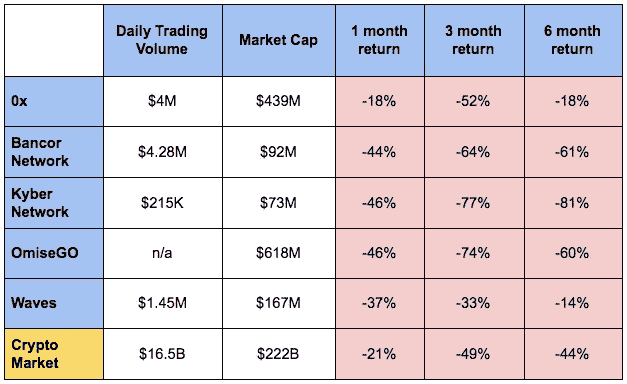 Daily Trading Volume Market Cap 1 month return 3 month return 6 month return
0x $4M $439M -18% -52% -18%
Bancor Network $4.28M $92M -44% -64% -61%
Kyber Network $215K $73M -46% -77% -81%
OmiseGO n/a $618M -46% -74% -60%
Waves $1.45M $167M -37% -33% -14%
Crypto Market $16.5B $222B -21% -49% -44%